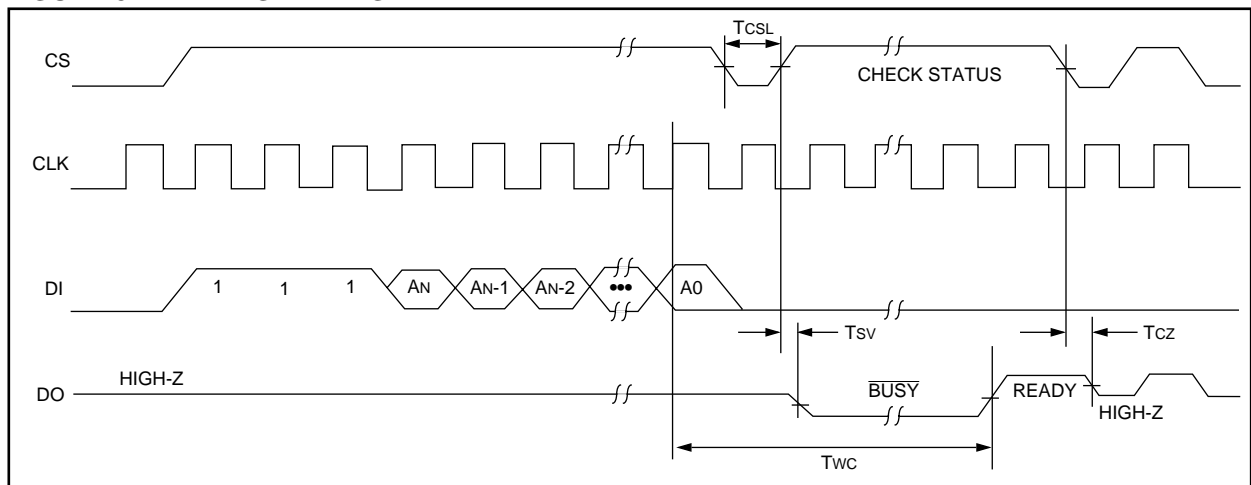 TCSL
CS
CHECK STATUS
CLK
DI 1 1 1 AN AN-1 AN-2 ••• A0
TSV TCZ
HIGH-Z BUSY READY
DO
HIGH-Z
TWC